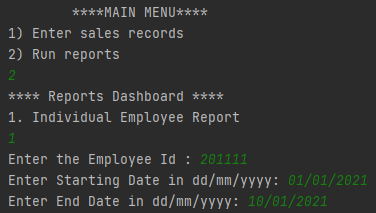 ****MAIN MENU****
1) Enter sales records
2) Run reports
2
**** Reports Dashboard ****
1. Individual Employee Report
1
Enter the Employee Id : 201111
Enter Starting Date in dd/mm/yyyy: 01/01/2021
Enter End Date in dd/mm/yyyy: 10/01/2021